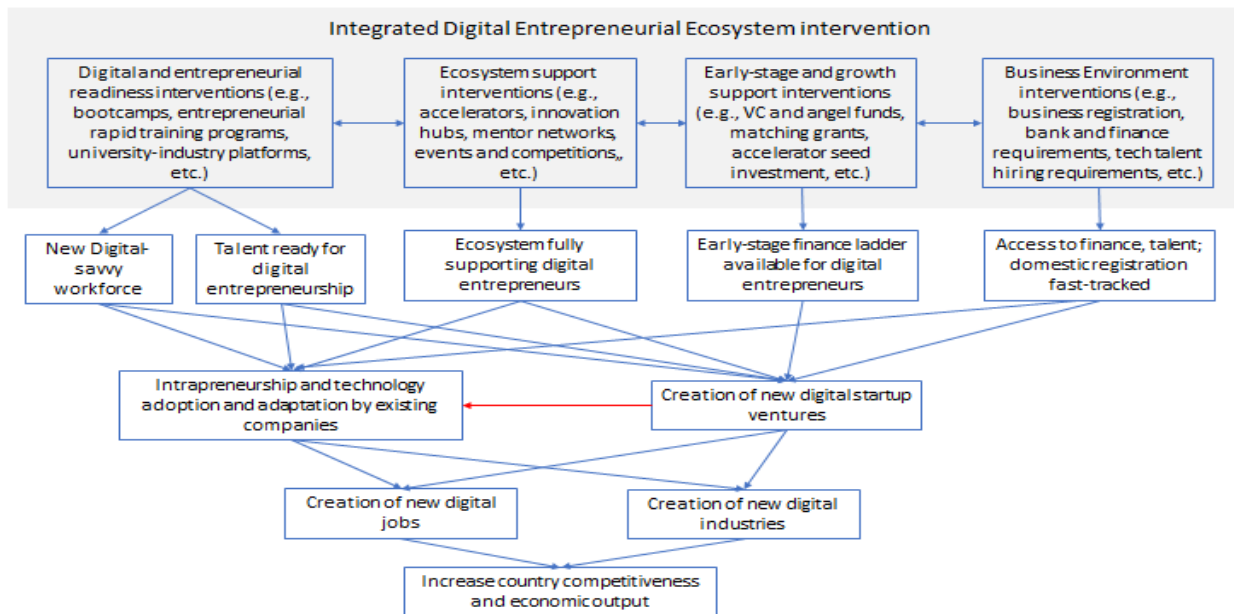 Integrated Digital Entrepreneurial Ecosystem intervention
Digital and entrepreneurial
readiness interventions (e.g.,
bootcamps, entrepreneurial
rapid training programs,
university-industry platforms,
etc.)
Ecosystem support
interventions (e.g.,
accelerators, innovation
hubs, mentor networks,
events and competitions,,
etc.)
Early-stage and growth
support interventions
(e.g., VC and angel funds,
matching grants,
accelerator seed
investment, etc.)
Business Environment
interventions (e.g.,
business registration,
bank and finance
requirements, tech talent
hiring requirements, etc.)
New Digital-
savvy
workforce
Talent ready for
digital
entrepreneurship
Ecosystem fully
supporting digital
entrepreneurs
Early-stage finance ladder
available for digital
entrepreneurs
Access to finance, talent;
domestic registration
fast-tracked
Intrapreneurship and technology
adoption and adaptation by existing
companies
Creation of new digital startup
ventures
Creation of new digital
jobs
Creation of new digital
industries
Increase country competitiveness
and economic output